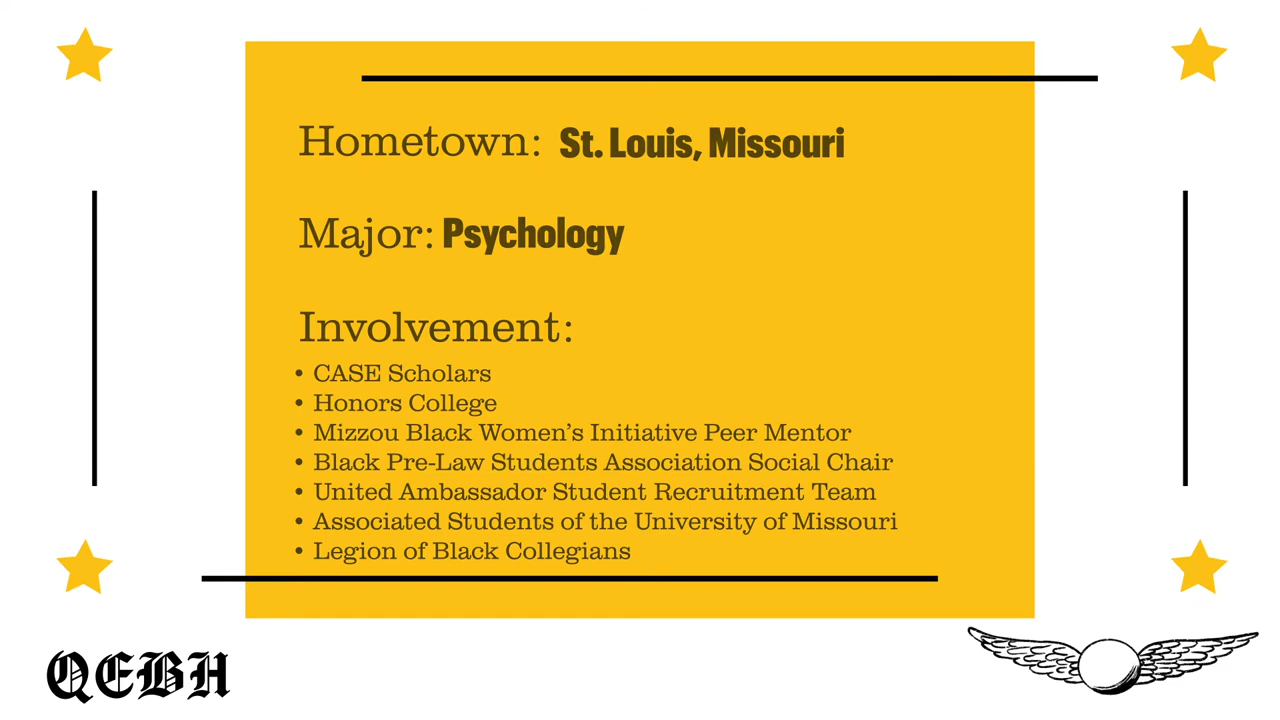 Hometown: St. Louis, Missouri
Major: Psychology
Involvement:
• CASE Scholars
• Honors College
• Mizzou Black Women's Initiative Peer Mentor
• Black Pre-Law Students Association Social Chair
• United Ambassador Student Recruitment Team
• Associated Students of the University of Missouri
• Legion of Black Collegians
QEBH